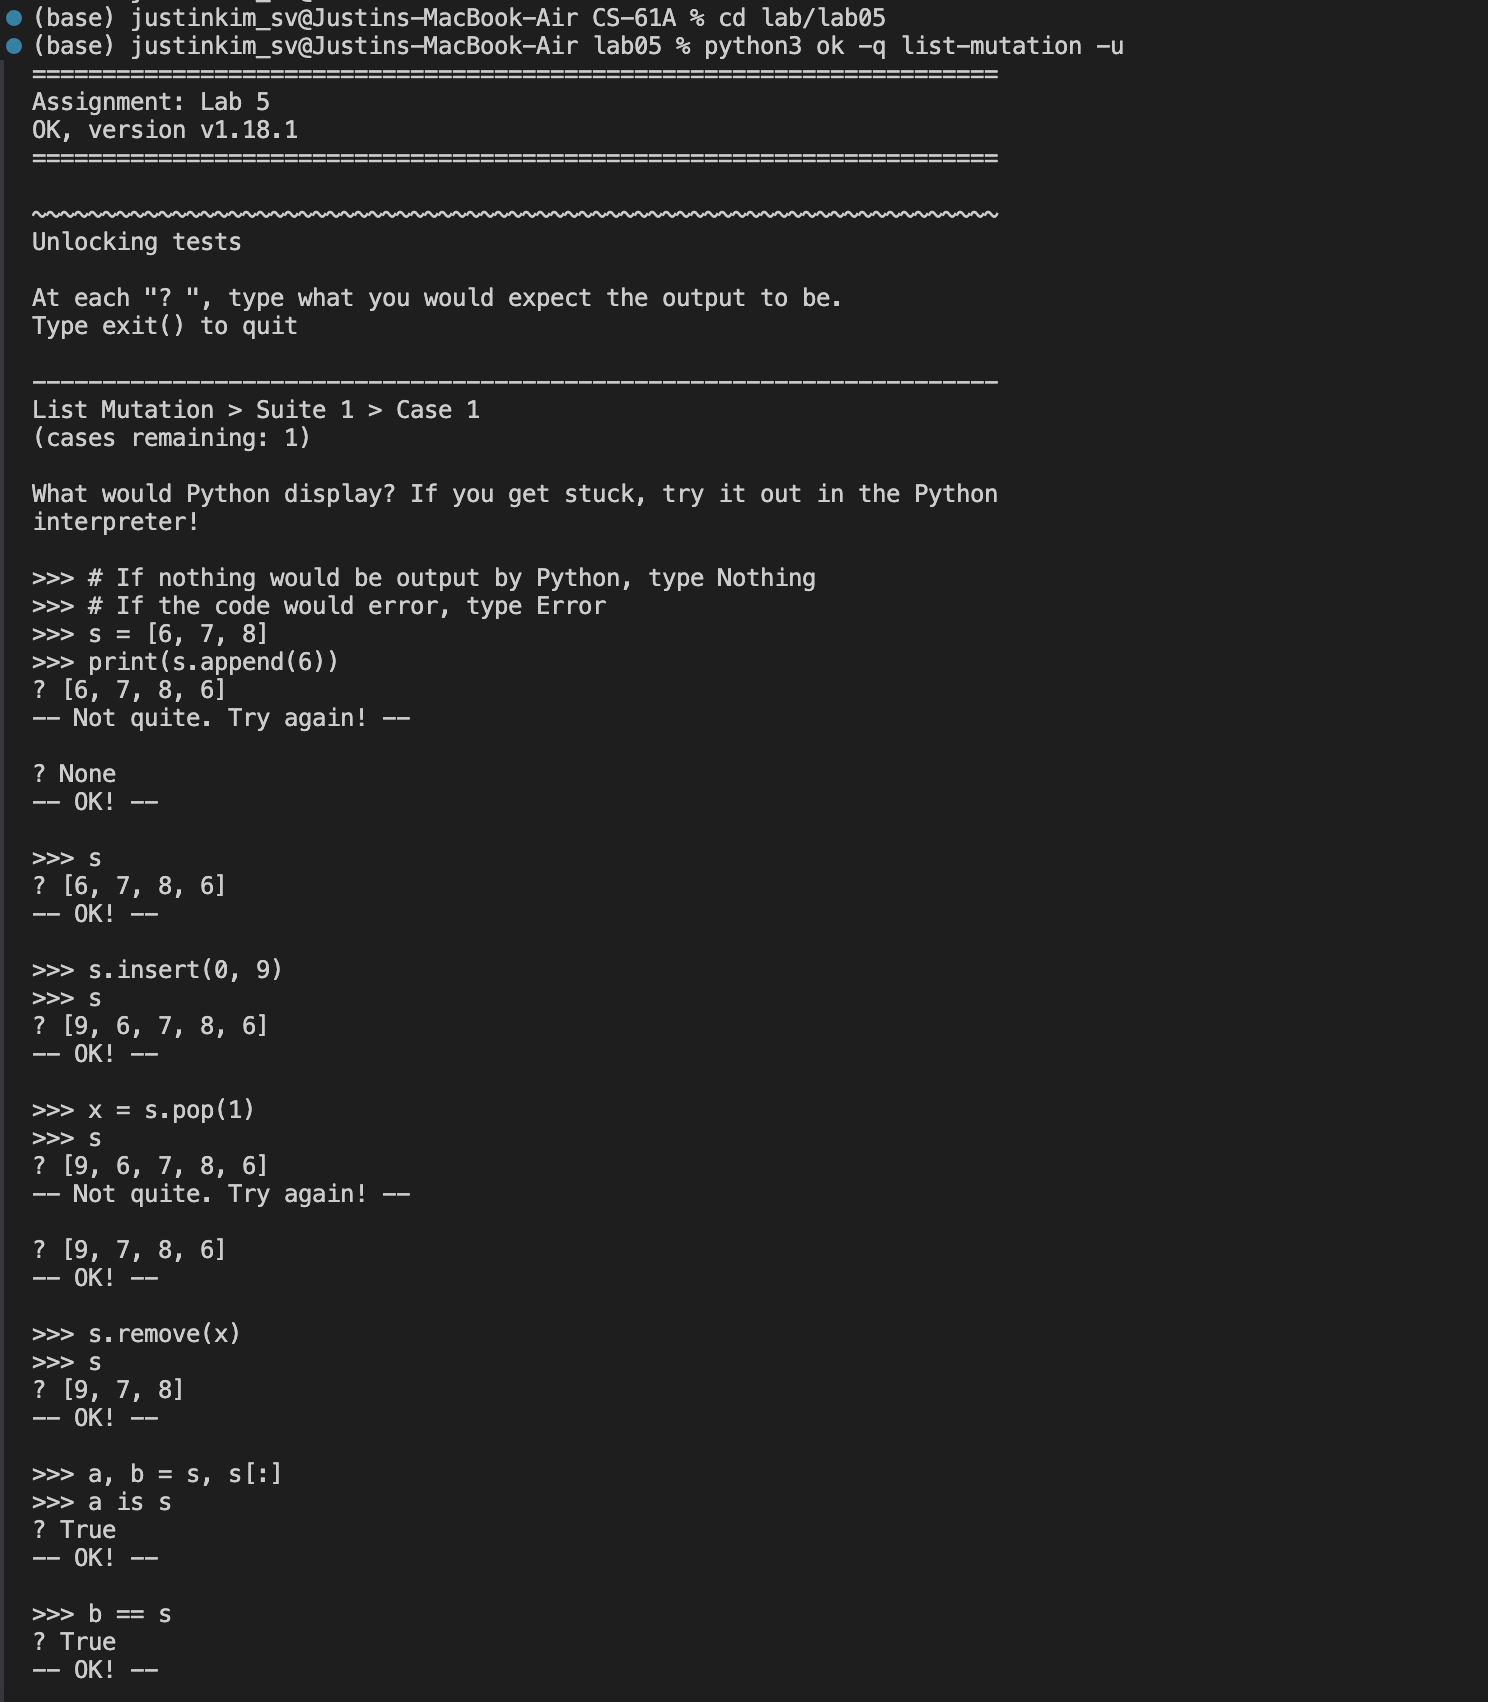 (base) justinkim_sv@Justins-MacBook-Air CS-61A % cd lab/lab05
(base) justinkim_sv@Justins-MacBook-Air lab05 % python3 ok -q list-mutation -u
=====================================================================
Assignment: Lab 5
OK, version v1.18.1
=====================================================================

~~~~~~~~~~~~~~~~~~~~~~~~~~~~~~~~~~~~~~~~~~~~~~~~~~~~~~~~~~~~~~~~~~~~~
Unlocking tests

At each "? ", type what you would expect the output to be.
Type exit() to quit

---------------------------------------------------------------------
List Mutation > Suite 1 > Case 1
(cases remaining: 1)

What would Python display? If you get stuck, try it out in the Python
interpreter!

>>> # If nothing would be output by Python, type Nothing
>>> # If the code would error, type Error
>>> s = [6, 7, 8]
>>> print(s.append(6))
? [6, 7, 8, 6]
-- Not quite. Try again! --

? None
-- OK! --

>>> s
? [6, 7, 8, 6]
-- OK! --

>>> s.insert(0, 9)
>>> s
? [9, 6, 7, 8, 6]
-- OK! --

>>> x = s.pop(1)
>>> s
? [9, 6, 7, 8, 6]
-- Not quite. Try again! --

? [9, 7, 8, 6]
-- OK! --

>>> s.remove(x)
>>> s
? [9, 7, 8]
-- OK! --

>>> a, b = s, s[:]
>>> a is s
? True
-- OK! --

>>> b == s
? True
-- OK! --